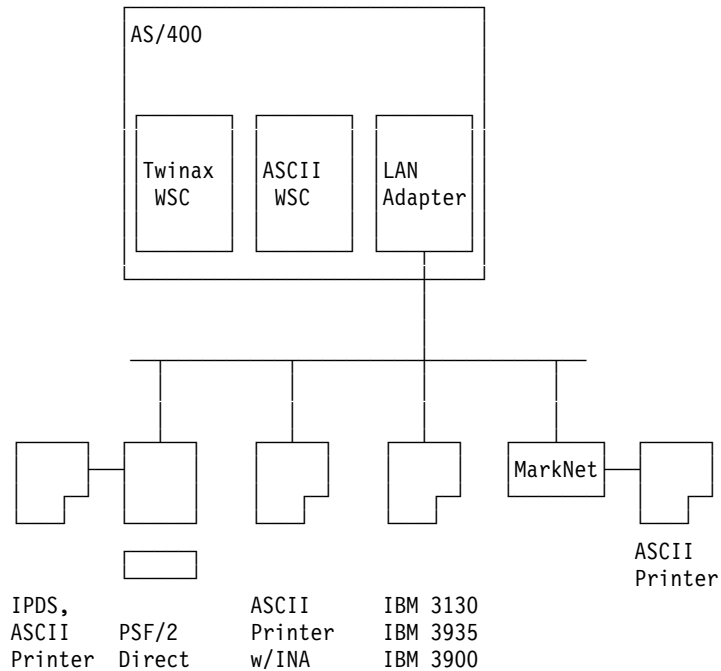 AS/400
Twinax
WSC
ASCII
WSC
LAN
Adapter
MarkNet
ASCII
Printer
IPDS,
ASCII
Printer
PSF/2
Direct
ASCII
Printer
w/INA
IBM 3130
IBM 3935
IBM 3900